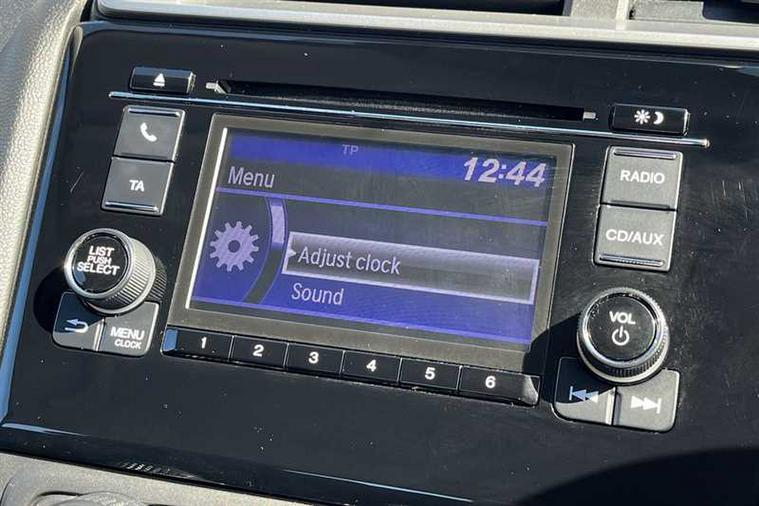 TP
12:44
Menu
Adjust clock
Sound
TA
LIST
PUSH
SELECT
MENU
CLOCK
1 2 3 4 5 6
RADIO
CD/AUX
VOL